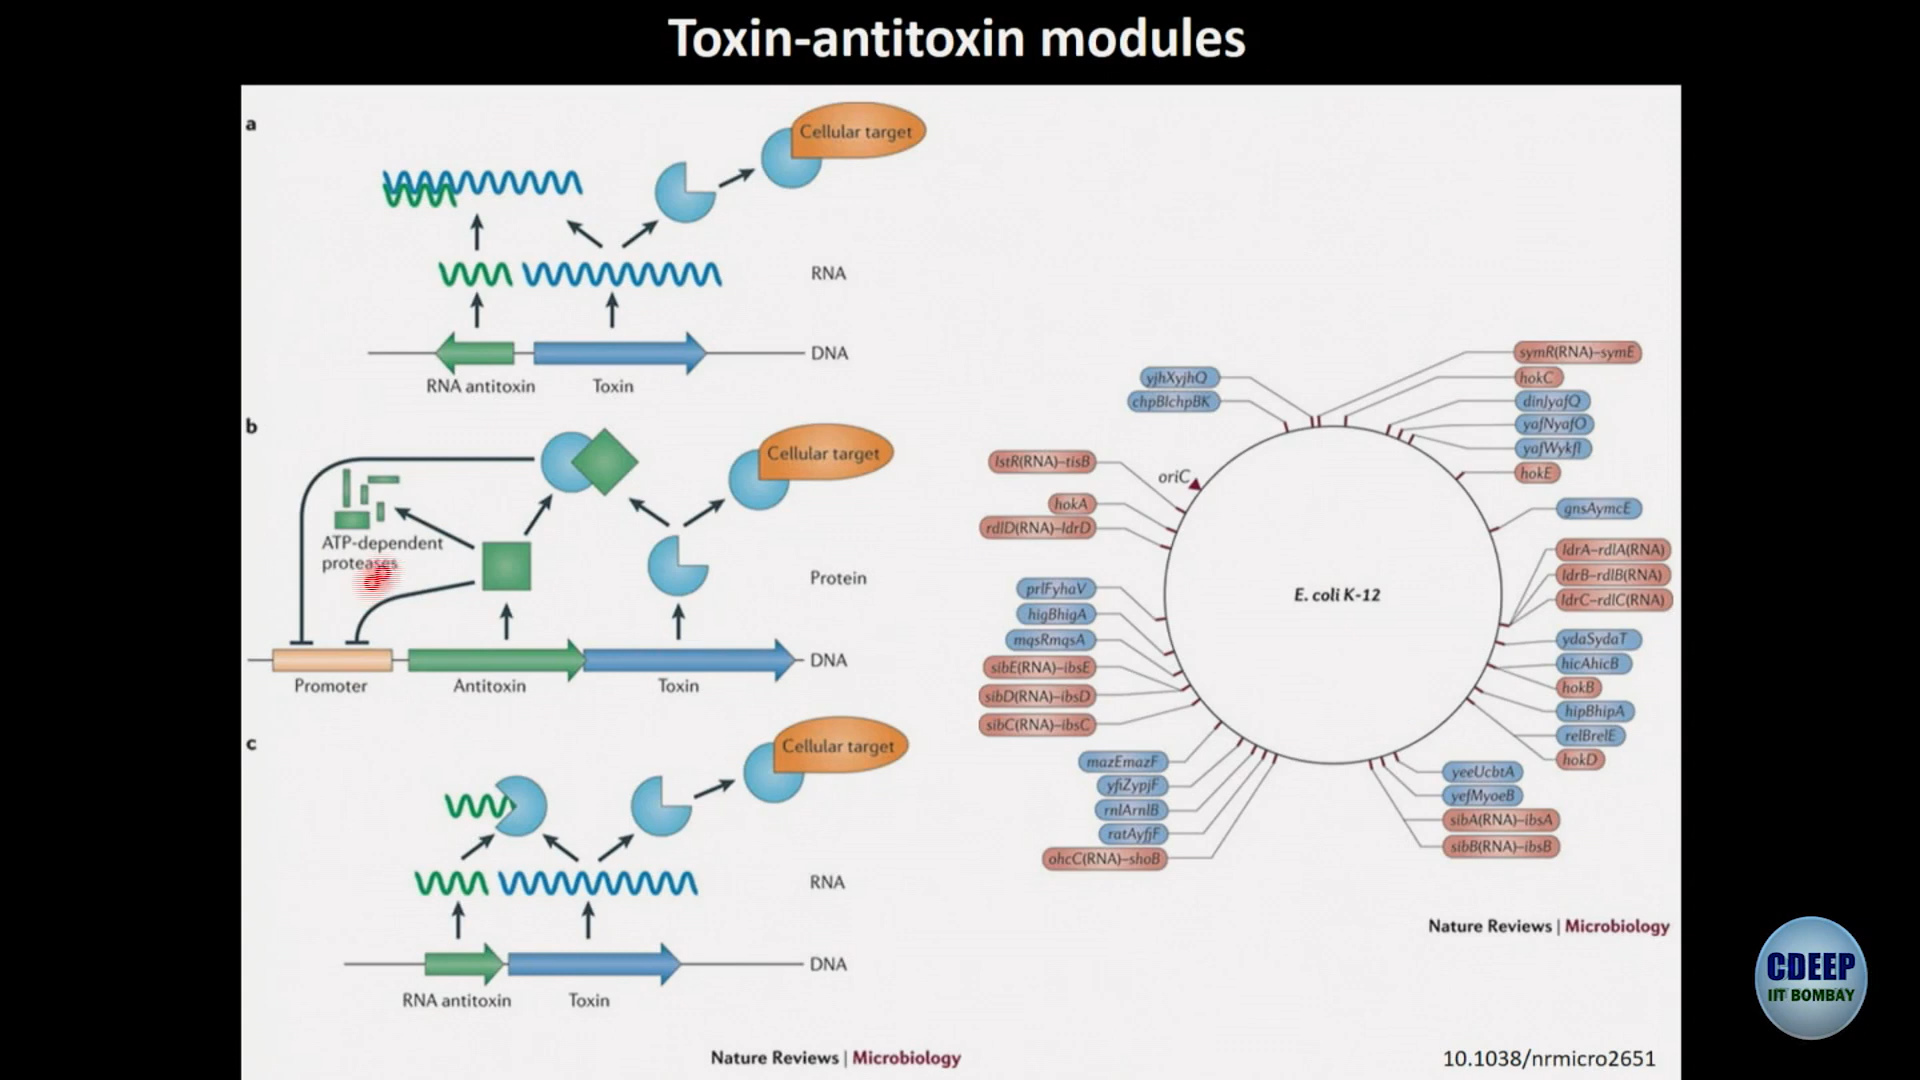 Toxin-antitoxin modules
a
Cellular target
RNA
DNA
RNA antitoxin
Toxin
b
Cellular target
ATP-dependent
proteases
Protein
DNA
Promoter
Antitoxin
Toxin
c
Cellular target
RNA
DNA
RNA antitoxin
Toxin
Nature Reviews | Microbiology
yjhXyjhQ
chpBIchpBK
istR(RNA)–tisB
oriC
hokA
rdlD(RNA)–ldrD
prlFyhaV
higBhigA
mqsRmqsA
sibE(RNA)–ibsE
sibD(RNA)–ibsD
sibC(RNA)–ibsC
mazEmazF
yfiZypjF
rnlArnlB
ratAyfjF
ohcC(RNA)–shoB
E. coli K-12
symR(RNA)–symE
hokC
dinJyafQ
yafNyafO
yafWykfI
hokE
gnsAymcE
ldrA–rdlA(RNA)
ldrB–rdlB(RNA)
ldrC–rdlC(RNA)
ydaSydaT
hicAhicB
hokB
hipBhipA
relBrelE
hokD
yeeUcbtA
yefMyoeB
sibA(RNA)–ibsA
sibB(RNA)–ibsB
Nature Reviews | Microbiology
10.1038/nrmicro2651
CDEEP
IIT BOMBAY